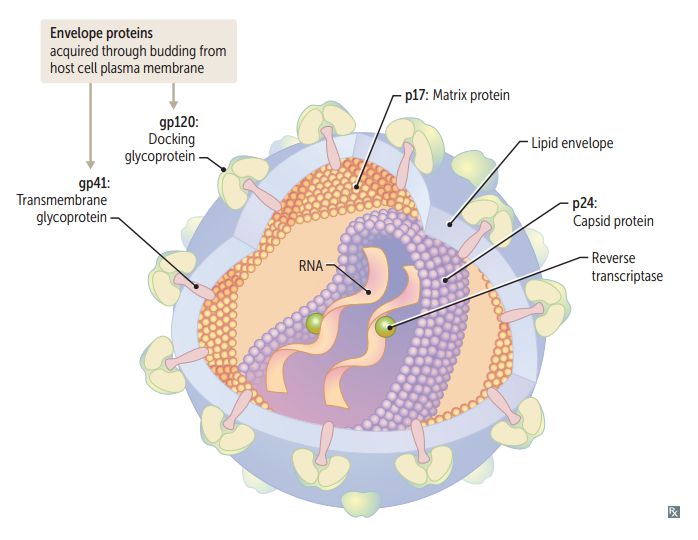 Envelope proteins
acquired through budding from
host cell plasma membrane
gp120:
Docking
glycoprotein
gp41:
Transmembrane
glycoprotein
p17: Matrix protein
Lipid envelope
p24:
Capsid protein
Reverse
transcriptase
RNA
Rx